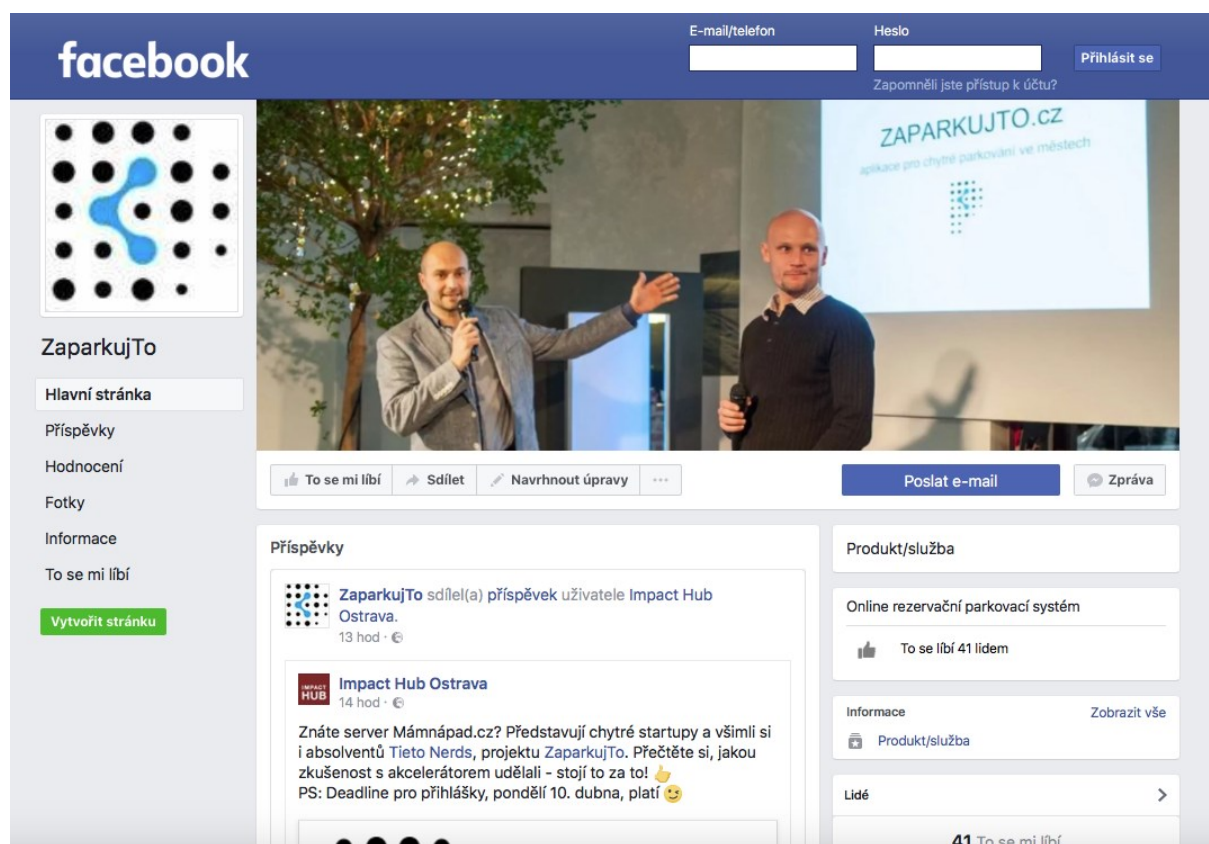 facebook
E-mail/telefon
Heslo
Přihlásit se
Zapomněli jste přístup k účtu?
ZAPARKUJTO.CZ
aplikace pro chytré parkování ve městech
ZaparkujTo
Hlavní stránka
Příspěvky
Hodnocení
Fotky
Informace
To se mi líbí
Vytvořit stránku
To se mi líbí
Sdílet
Navrhnout úpravy
Poslat e-mail
Zpráva
Příspěvky
ZaparkujTo sdílel(a) příspěvek uživatele Impact Hub
Ostrava.
13 hod ·
IMPACT
HUB
Impact Hub Ostrava
14 hod ·
Znáte server Mámnápad.cz? Představují chytré startupy a všimli si
i absolventů Tieto Nerds, projektu ZaparkujTo. Přečtěte si, jakou
zkušenost s akcelerátorem udělali - stojí to za to! 👆
PS: Deadline pro přihlášky, pondělí 10. dubna, platí 😉
Produkt/služba
Online rezervační parkovací systém
To se líbí 41 lidem
Informace
Zobrazit vše
Produkt/služba
Lidé
41 To se mi líbí